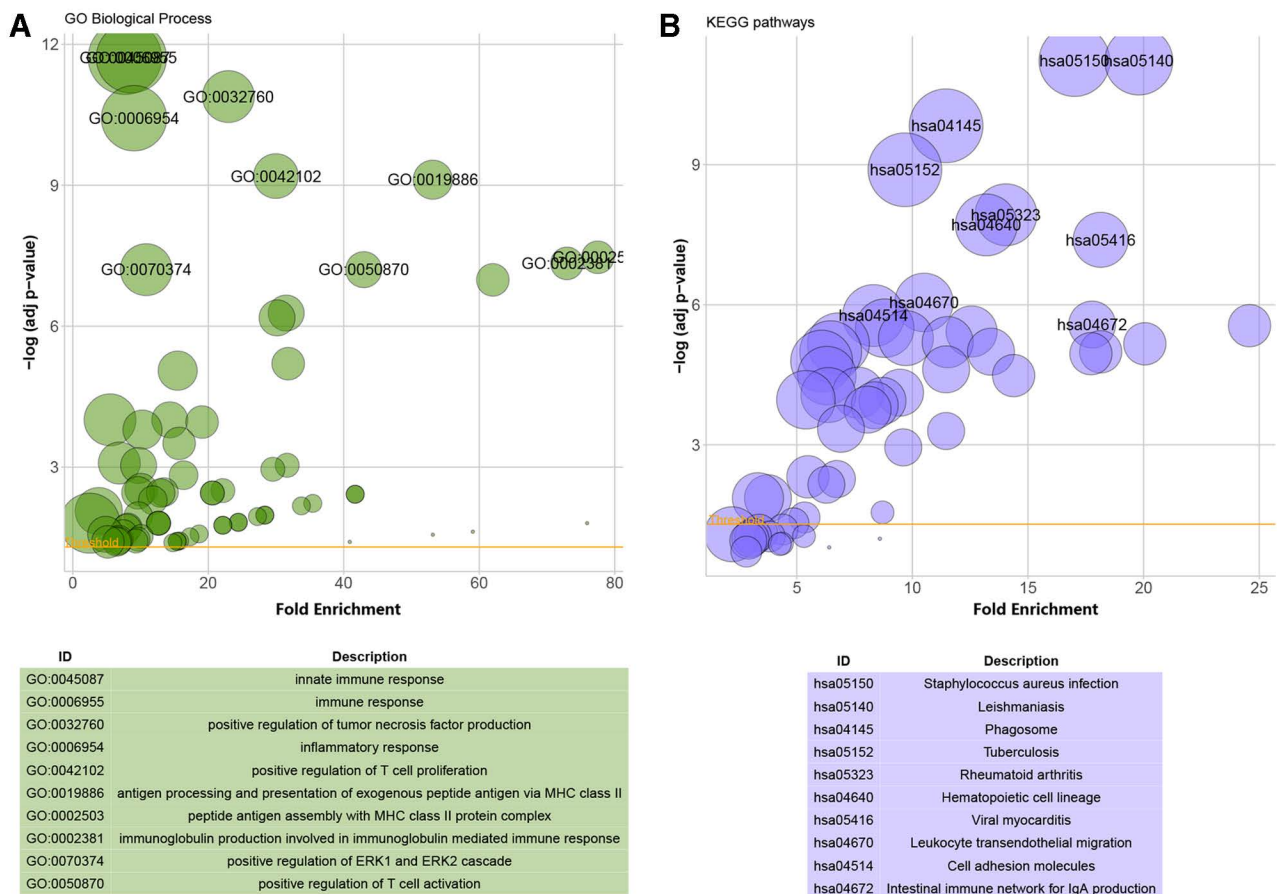 A
GO Biological Process
B
KEGG pathways
12
9
6
3
−log (adj p−value)
GO:0045087
GO:0006955
GO:0032760
GO:0006954
GO:0042102
GO:0019886
GO:00025
GO:0002381
GO:0070374
GO:0050870
Threshold
0
20
40
60
80
Fold Enrichment
9
6
3
−log (adj p−value)
hsa05150
hsa05140
hsa04145
hsa05152
hsa05323
hsa04640
hsa05416
hsa04670
hsa04514
hsa04672
Threshold
5
10
15
20
25
Fold Enrichment
ID Description
GO:0045087 innate immune response
GO:0006955 immune response
GO:0032760 positive regulation of tumor necrosis factor production
GO:0006954 inflammatory response
GO:0042102 positive regulation of T cell proliferation
GO:0019886 antigen processing and presentation of exogenous peptide antigen via MHC class II
GO:0002503 peptide antigen assembly with MHC class II protein complex
GO:0002381 immunoglobulin production involved in immunoglobulin mediated immune response
GO:0070374 positive regulation of ERK1 and ERK2 cascade
GO:0050870 positive regulation of T cell activation
ID Description
hsa05150 Staphylococcus aureus infection
hsa05140 Leishmaniasis
hsa04145 Phagosome
hsa05152 Tuberculosis
hsa05323 Rheumatoid arthritis
hsa04640 Hematopoietic cell lineage
hsa05416 Viral myocarditis
hsa04670 Leukocyte transendothelial migration
hsa04514 Cell adhesion molecules
hsa04672 Intestinal immune network for IgA production